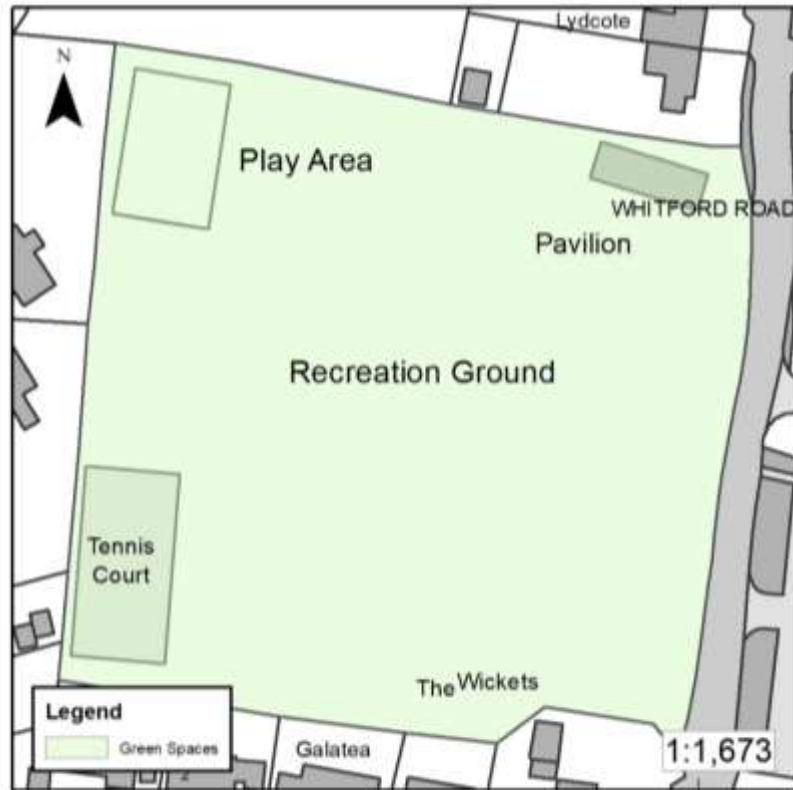 Lydcote
N
Play Area
WHITFORD ROAD
Pavilion
Recreation Ground
Tennis
Court
The Wickets
Legend
Green Spaces
Galatea
1:1,673